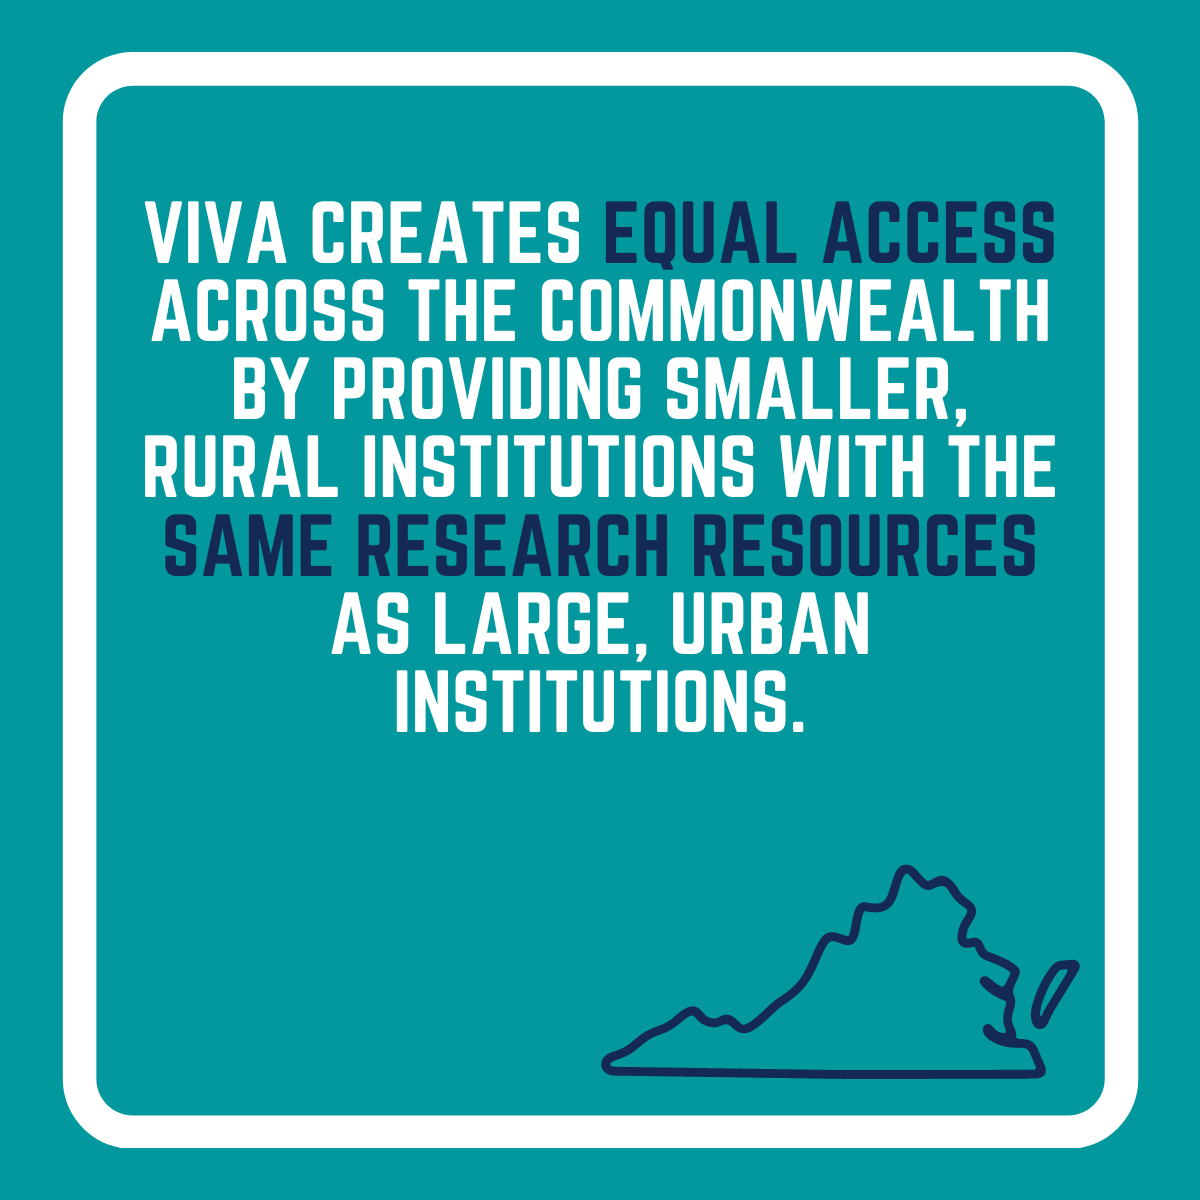 VIVA CREATES EQUAL ACCESS
ACROSS THE COMMONWEALTH
BY PROVIDING SMALLER,
RURAL INSTITUTIONS WITH THE
SAME RESEARCH RESOURCES
AS LARGE, URBAN
INSTITUTIONS.